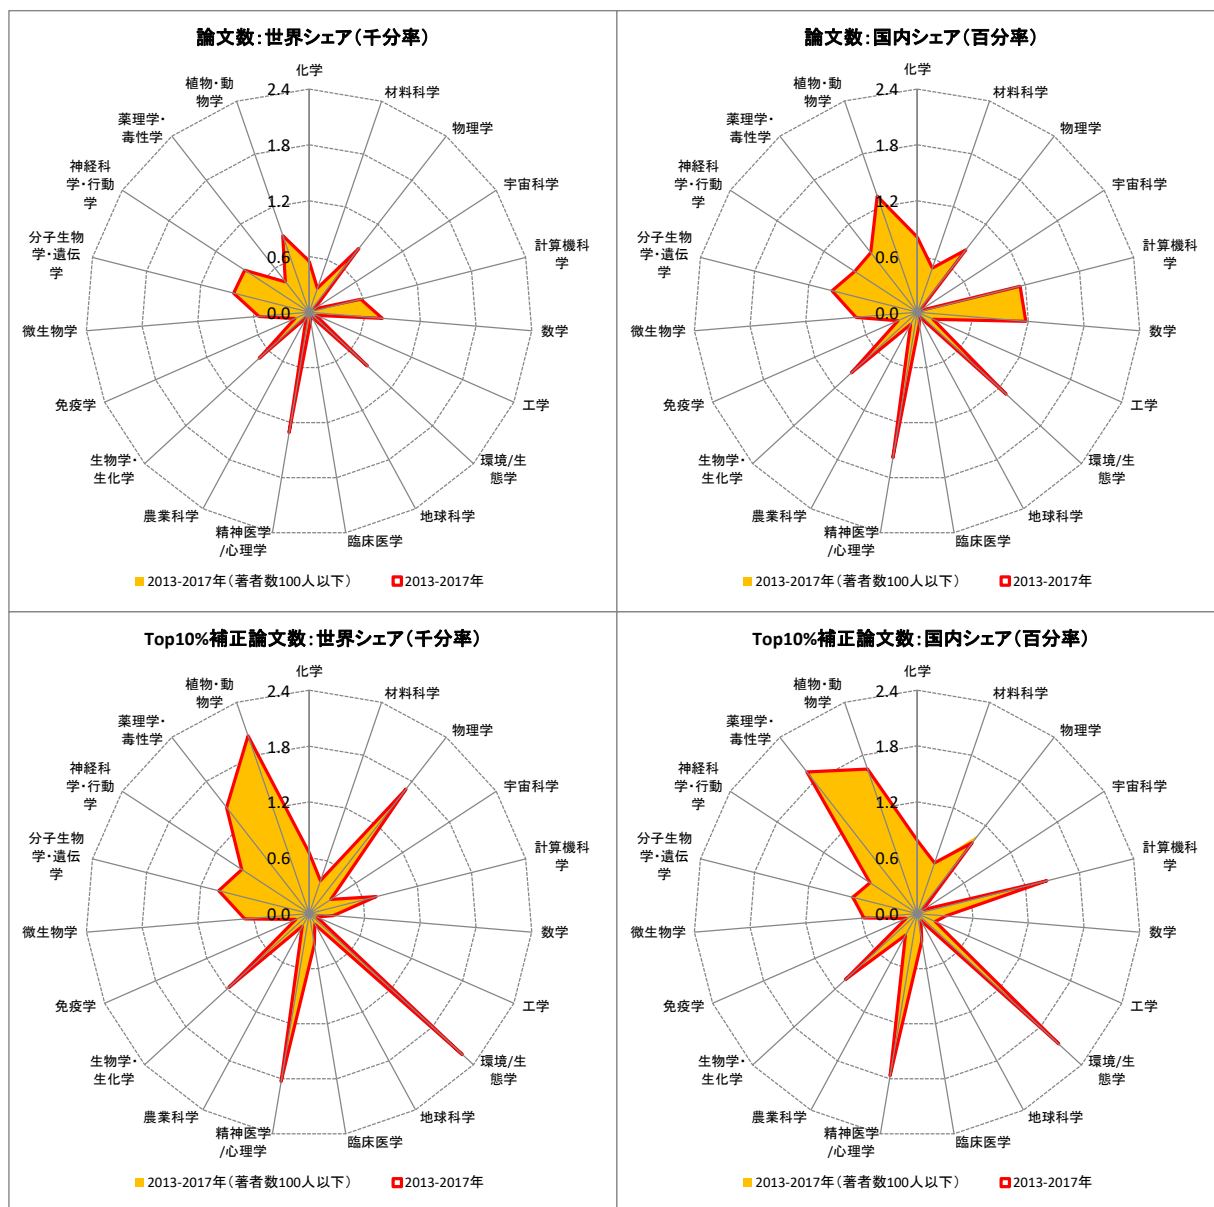 論文数：世界シェア（千分率）
化学
材料科学
物理学
宇宙科学
計算機科
学
数学
工学
環境/生
態学
地球科学
臨床医学
精神医学
/心理学
農業科学
生物学・
生化学
免疫学
微生物学
分子生物
学・遺伝
学
神経科
学・行動
学
薬理学・
毒性学
植物・動
物学
2.4
1.8
1.2
0.6
0.0
2013-2017年（著者数100人以下）
2013-2017年
論文数：国内シェア（百分率）
化学
材料科学
物理学
宇宙科学
計算機科
学
数学
工学
環境/生
態学
地球科学
臨床医学
精神医学
/心理学
農業科学
生物学・
生化学
免疫学
微生物学
分子生物
学・遺伝
学
神経科
学・行動
学
薬理学・
毒性学
植物・動
物学
2.4
1.8
1.2
0.6
0.0
2013-2017年（著者数100人以下）
2013-2017年
Top10%補正論文数：世界シェア（千分率）
化学
材料科学
物理学
宇宙科学
計算機科
学
数学
工学
環境/生
態学
地球科学
臨床医学
精神医学
/心理学
農業科学
生物学・
生化学
免疫学
微生物学
分子生物
学・遺伝
学
神経科
学・行動
学
薬理学・
毒性学
植物・動
物学
2.4
1.8
1.2
0.6
0.0
2013-2017年（著者数100人以下）
2013-2017年
Top10%補正論文数：国内シェア（百分率）
化学
材料科学
物理学
宇宙科学
計算機科
学
数学
工学
環境/生
態学
地球科学
臨床医学
精神医学
/心理学
農業科学
生物学・
生化学
免疫学
微生物学
分子生物
学・遺伝
学
神経科
学・行動
学
薬理学・
毒性学
植物・動
物学
2.4
1.8
1.2
0.6
0.0
2013-2017年（著者数100人以下）
2013-2017年